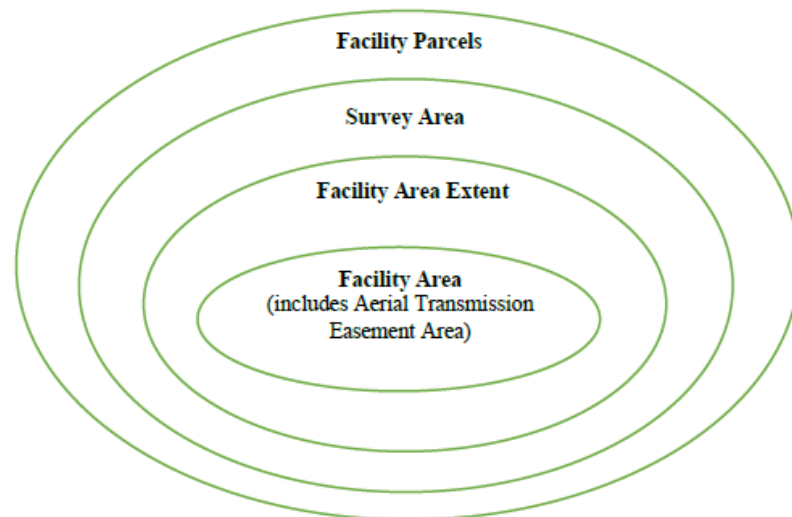 Facility Parcels
Survey Area
Facility Area Extent
Facility Area
(includes Aerial Transmission
Easement Area)